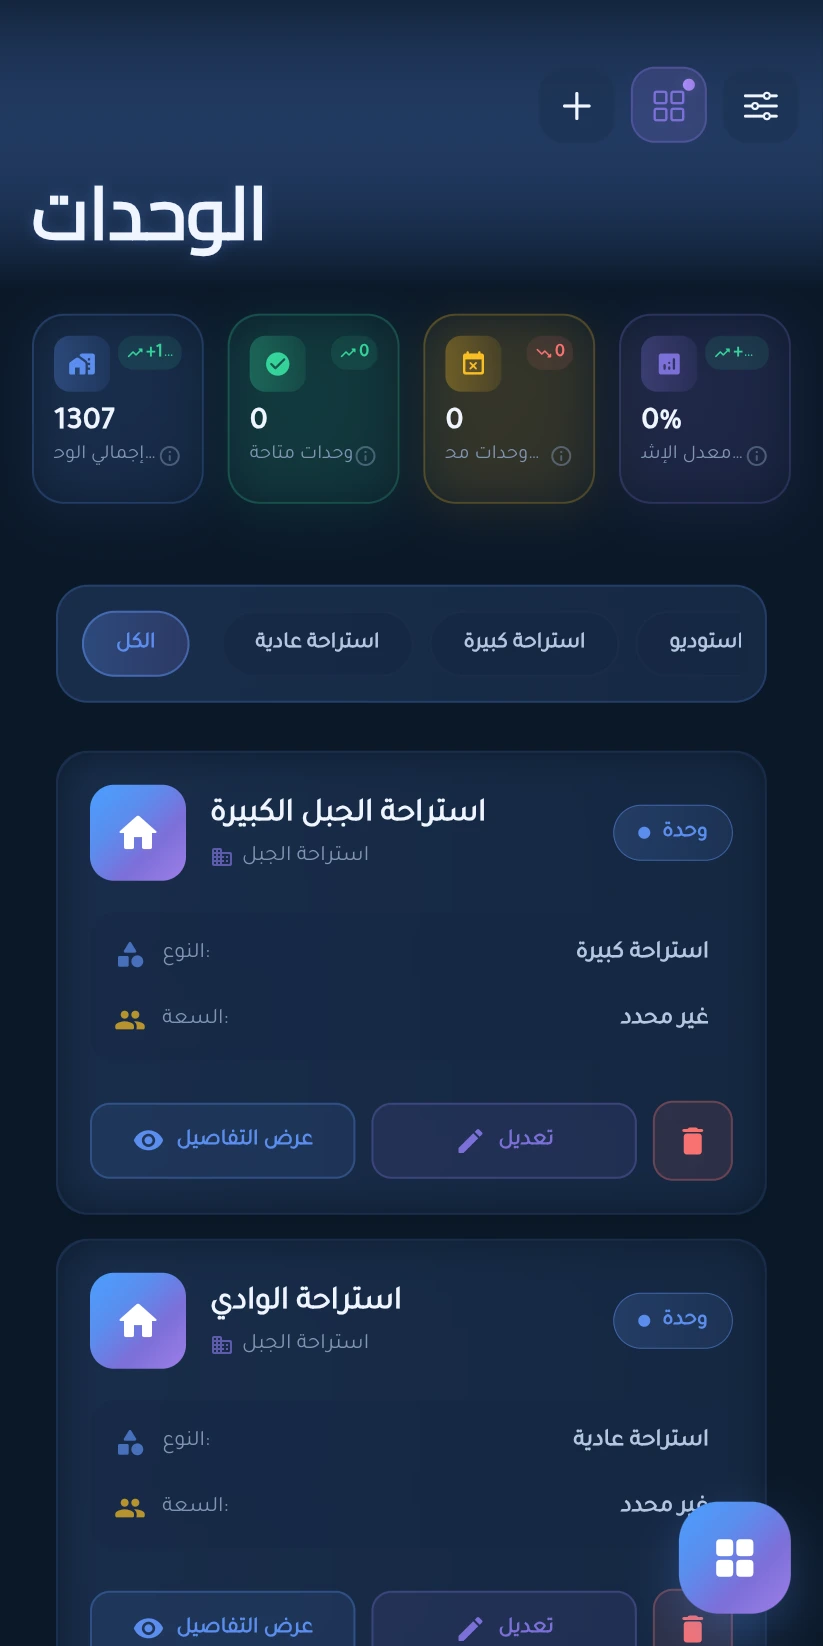 الوحدات
+1...
1307
إجمالي الوح...
0
0
وحدات متاحة
0
0
وحدات مح...
+...
0%
معدل الإش...
الكل
استراحة عادية
استراحة كبيرة
استوديو
استراحة الجبل الكبيرة
استراحة الجبل
وحدة
النوع:
استراحة كبيرة
السعة:
غير محدد
عرض التفاصيل
تعديل
استراحة الوادي
استراحة الجبل
وحدة
النوع:
استراحة عادية
السعة:
غير محدد
عرض التفاصيل
تعديل